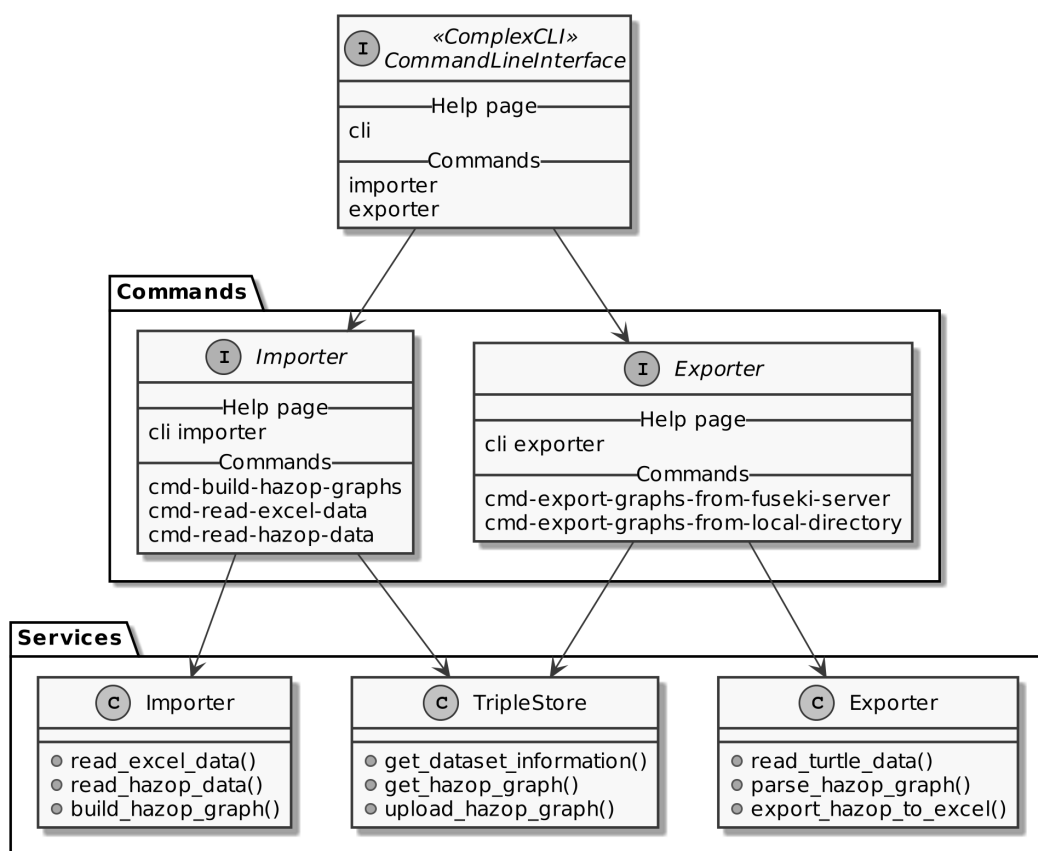 I
«ComplexCLI»
CommandLineInterface
Help page
cli
Commands
importer
exporter
Commands
I
Importer
Help page
cli importer
Commands
cmd-build-hazop-graphs
cmd-read-excel-data
cmd-read-hazop-data
I
Exporter
Help page
cli exporter
Commands
cmd-export-graphs-from-fuseki-server
cmd-export-graphs-from-local-directory
Services
C
Importer
read_excel_data()
read_hazop_data()
build_hazop_graph()
C
TripleStore
get_dataset_information()
get_hazop_graph()
upload_hazop_graph()
C
Exporter
read_turtle_data()
parse_hazop_graph()
export_hazop_to_excel()